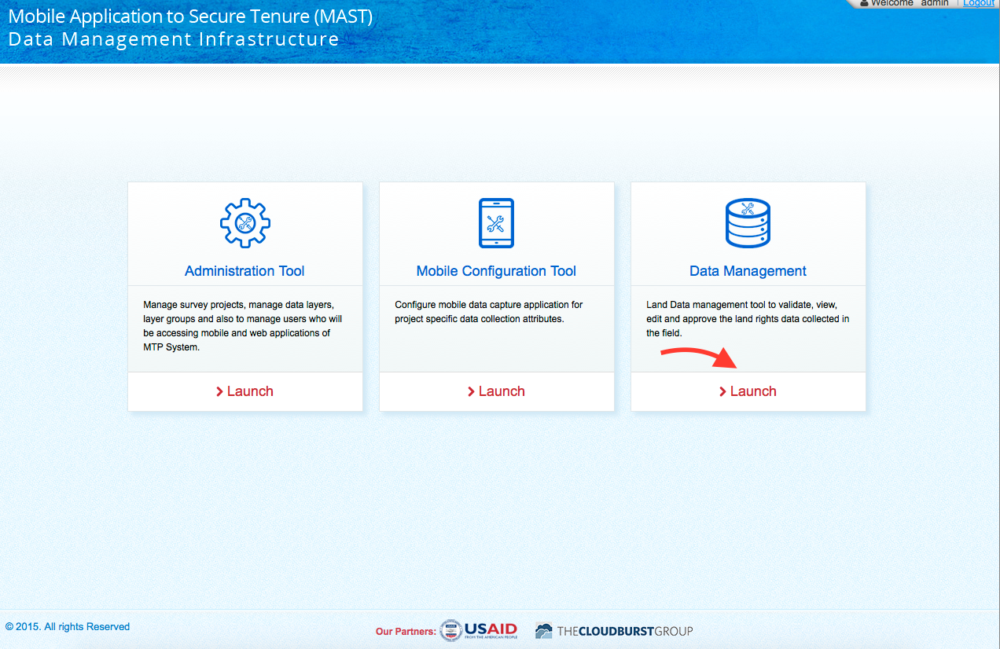 Mobile Application to Secure Tenure (MAST)
Data Management Infrastructure
Welcome admin | Logout
Administration Tool
Manage survey projects, manage data layers,
layer groups and also to manage users who will
be accessing mobile and web applications of
MTP System.
Launch
Mobile Configuration Tool
Configure mobile data capture application for
project specific data collection attributes.
Launch
Data Management
Land Data management tool to validate, view,
edit and approve the land rights data collected in
the field.
Launch
© 2015. All rights Reserved
Our Partners:
USAID
FROM THE AMERICAN PEOPLE
THECLOUDBURSTGROUP